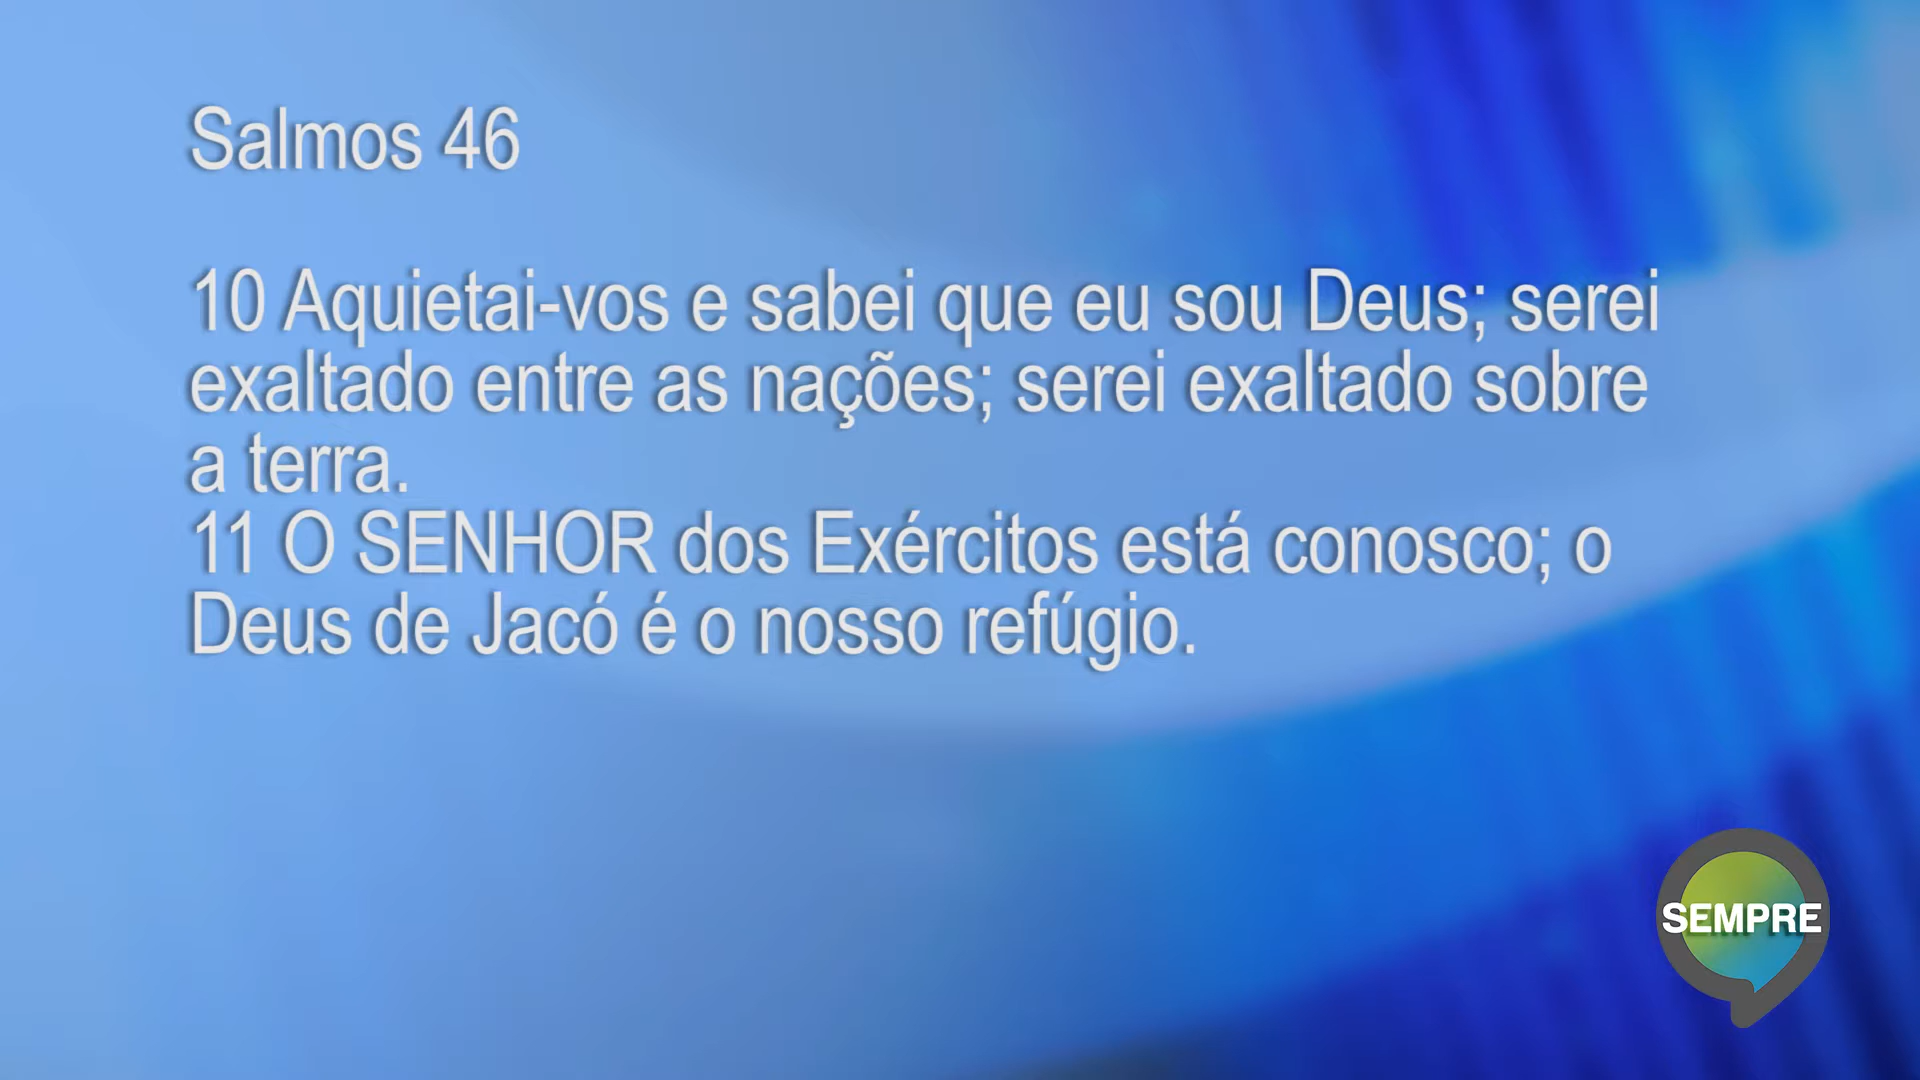 Salmos 46
10 Aquietai-vos e sabei que eu sou Deus; serei
exaltado entre as nações; serei exaltado sobre
a terra.
11 O SENHOR dos Exércitos está conosco; o
Deus de Jacó é o nosso refúgio.
SEMPRE